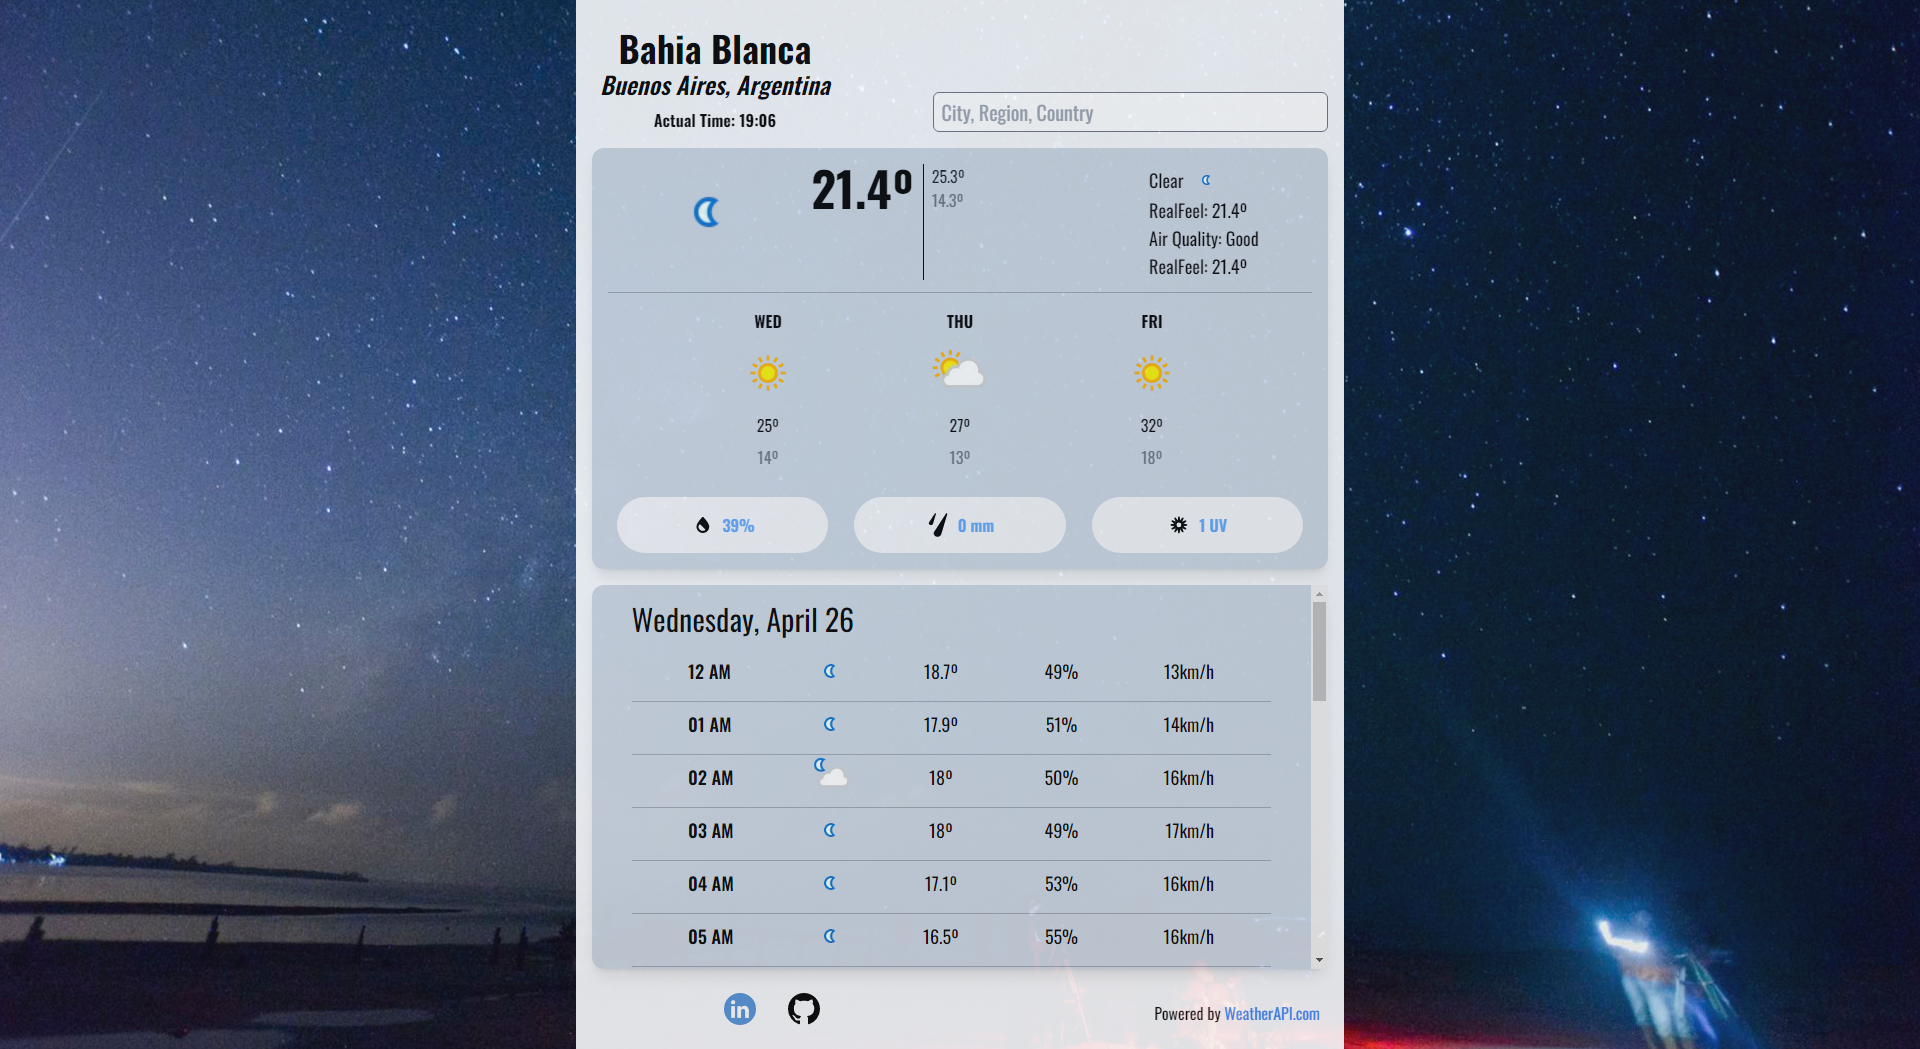 Bahia Blanca
Buenos Aires, Argentina
Actual Time: 19:06
City, Region, Country
21.4º
25.3º
14.3º
Clear
RealFeel: 21.4º
Air Quality: Good
RealFeel: 21.4º
WED THU FRI
25º 27º 32º
14º 13º 18º
39% 0 mm 1 UV
Wednesday, April 26
12 AM 18.7º 49% 13km/h
01 AM 17.9º 51% 14km/h
02 AM 18º 50% 16km/h
03 AM 18º 49% 17km/h
04 AM 17.1º 53% 16km/h
05 AM 16.5º 55% 16km/h
in
Powered by WeatherAPI.com